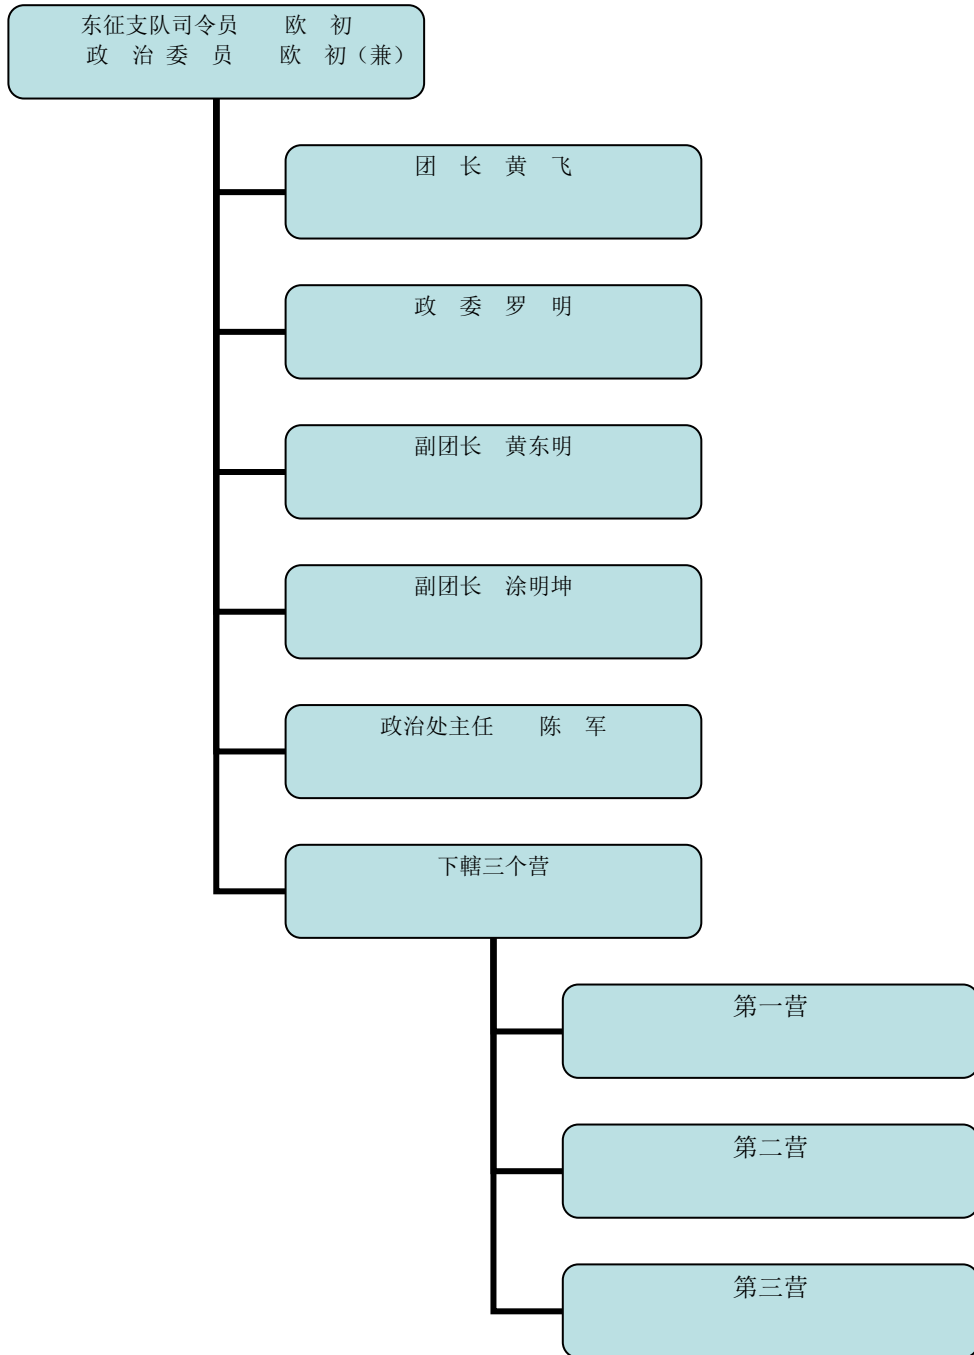 东征支队司令员　　欧　初
政　治 委　员　　欧　初（兼）
团　长　黄　飞
政　委　罗　明
副团长　黄东明
副团长　涂明坤
政治处主任　　陈　军
下轄三个营
第一营
第二营
第三营